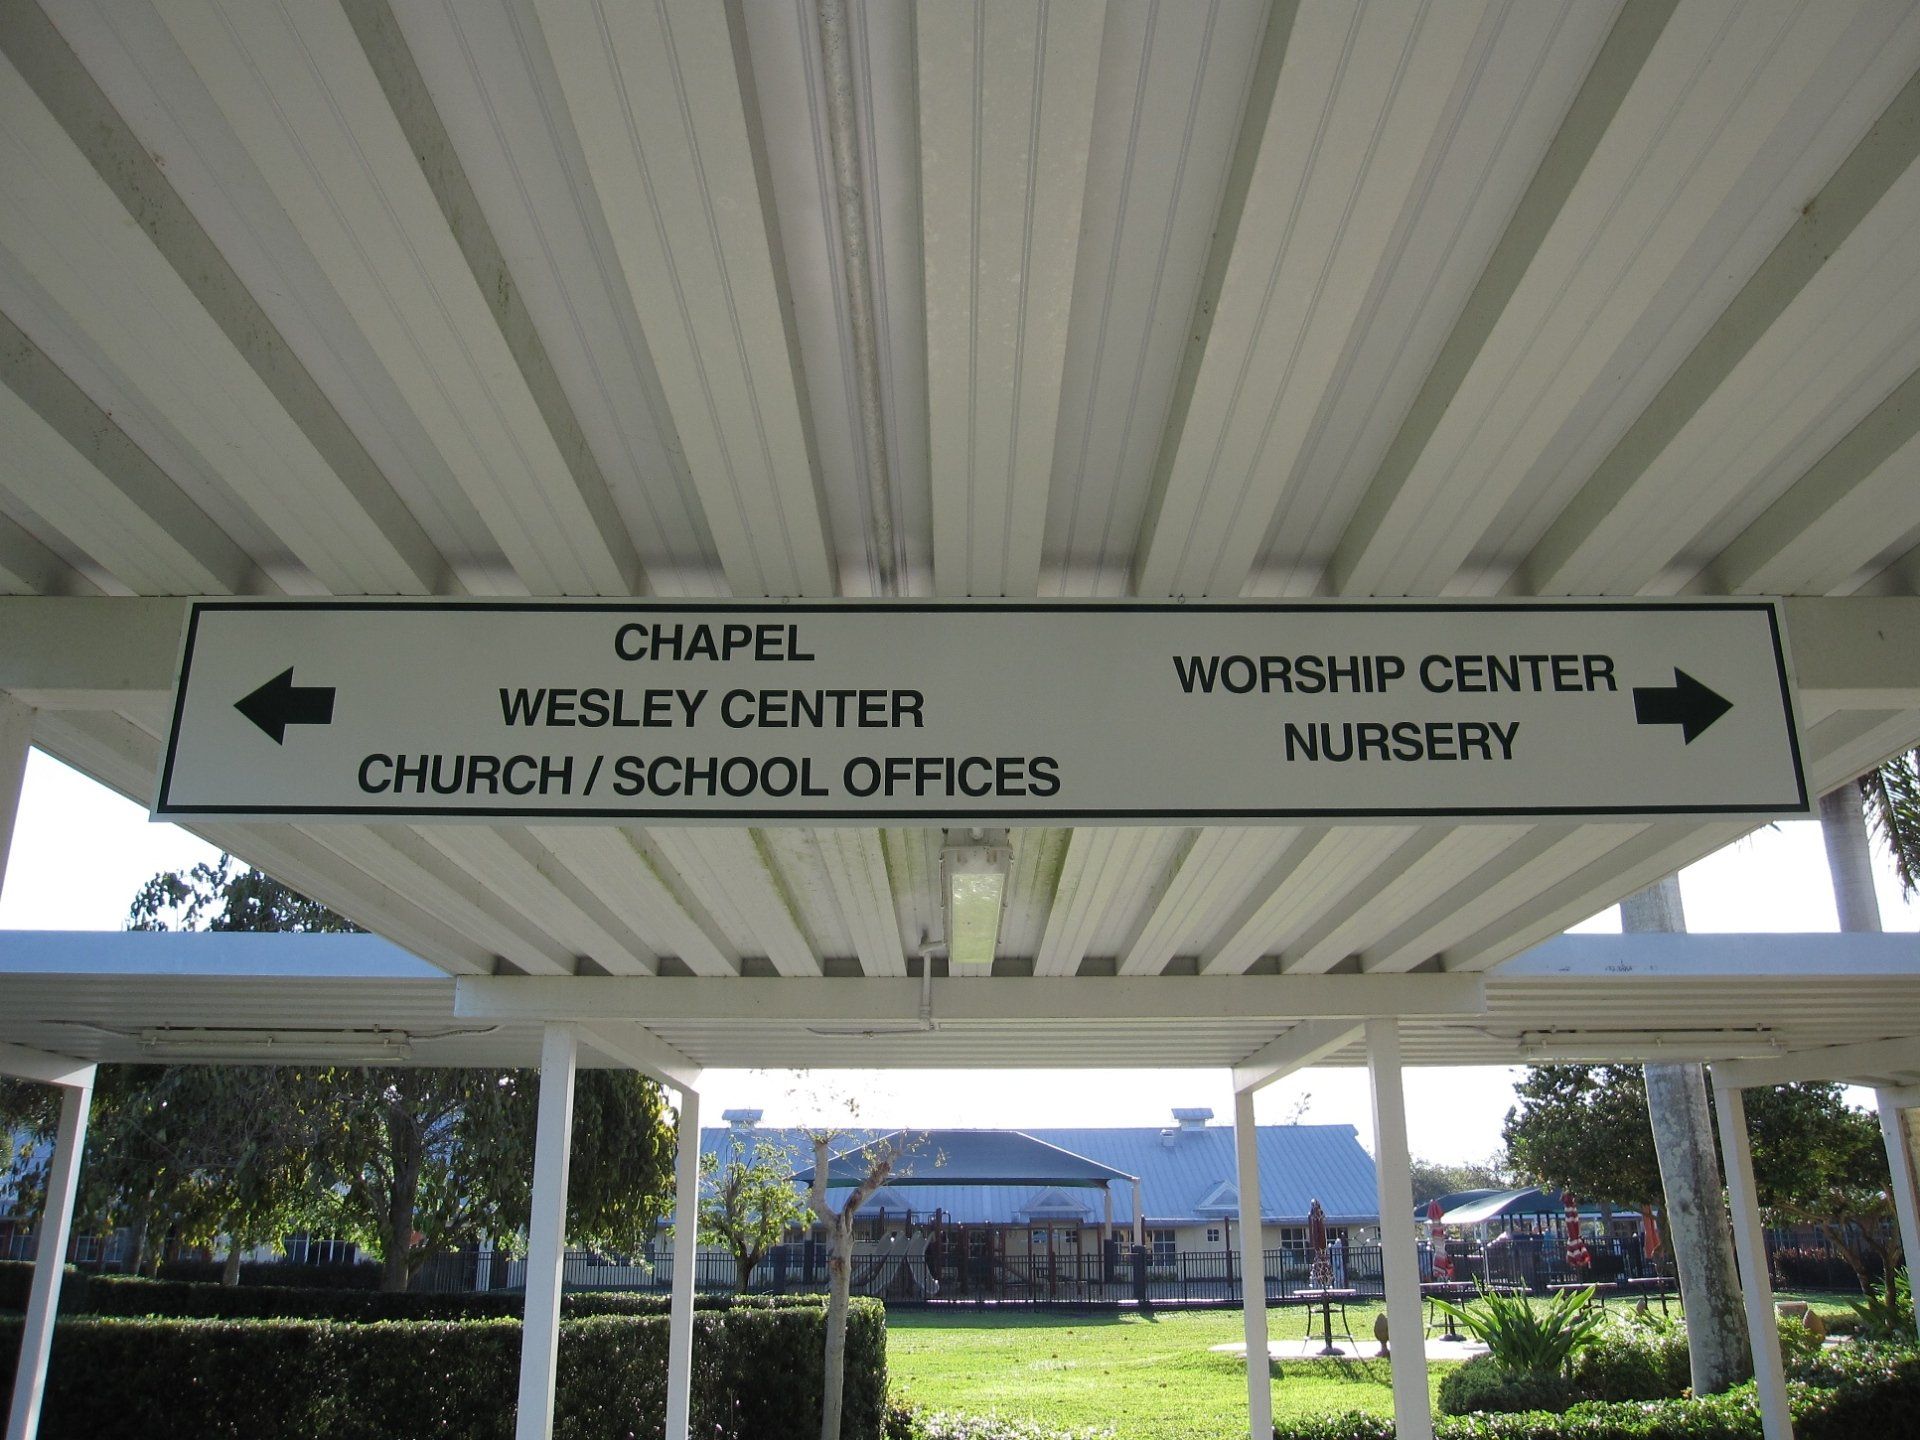 CHAPEL
WESLEY CENTER
CHURCH / SCHOOL OFFICES
WORSHIP CENTER
NURSERY